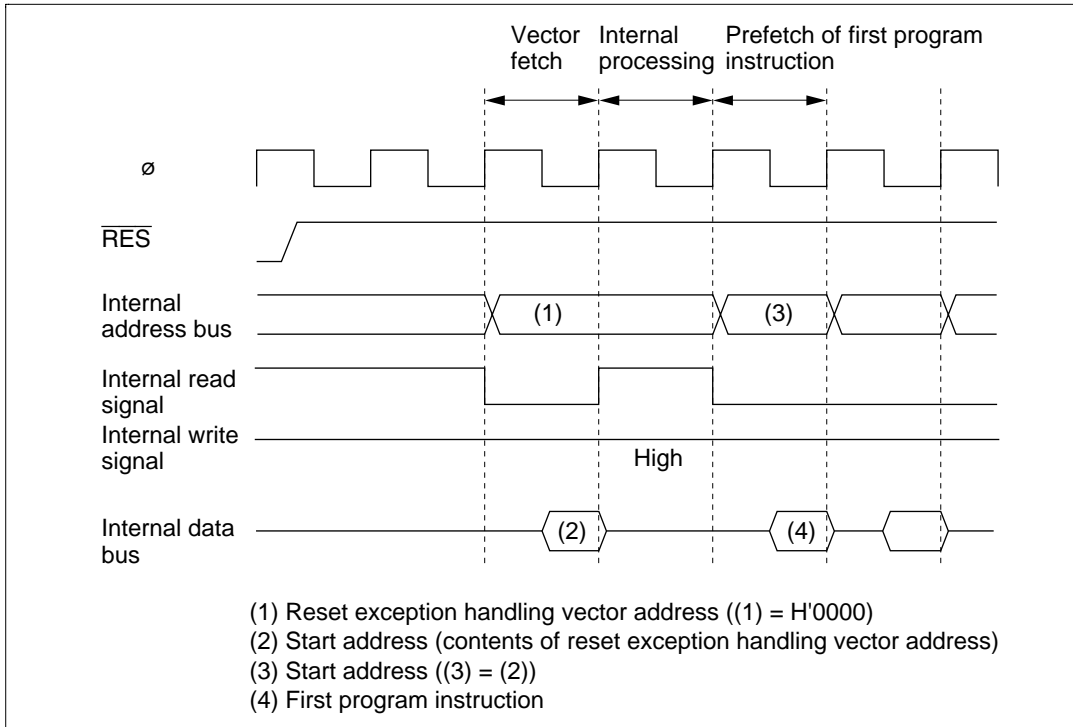 Vector fetch
Internal processing
Prefetch of first program instruction
ø
RES
Internal address bus
(1)
(3)
Internal read signal
Internal write signal
High
Internal data bus
(2)
(4)
(1) Reset exception handling vector address ((1) = H'0000)
(2) Start address (contents of reset exception handling vector address)
(3) Start address ((3) = (2))
(4) First program instruction